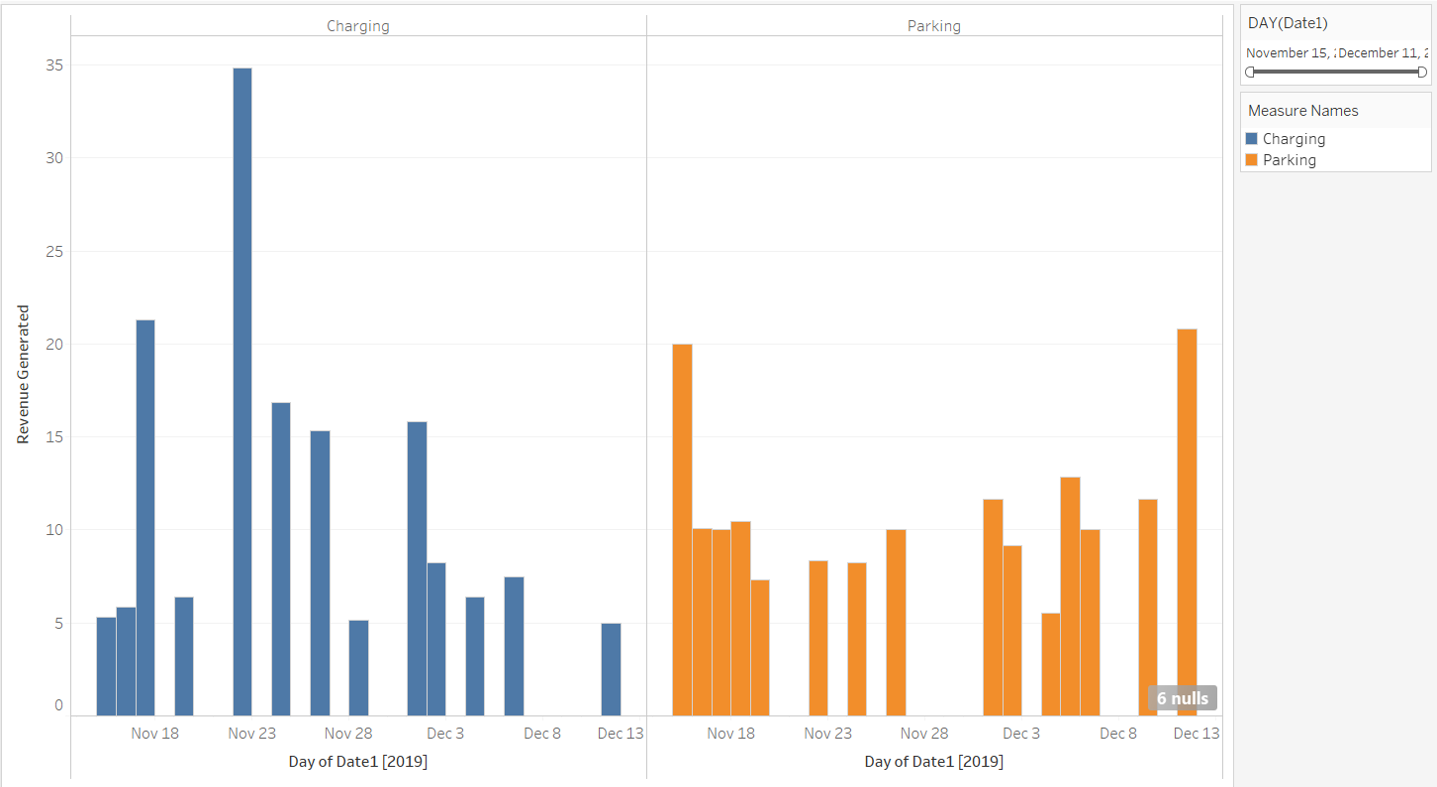 Charging
Parking
35
30
25
20
15
10
5
0
Revenue Generated
Nov 18
Nov 23
Nov 28
Dec 3
Dec 8
Dec 13
Nov 18
Nov 23
Nov 28
Dec 3
Dec 8
Dec 13
Day of Date1 [2019]
Day of Date1 [2019]
6 nulls
DAY(Date1)
November 15, 2 December 11, 2
Measure Names
Charging
Parking